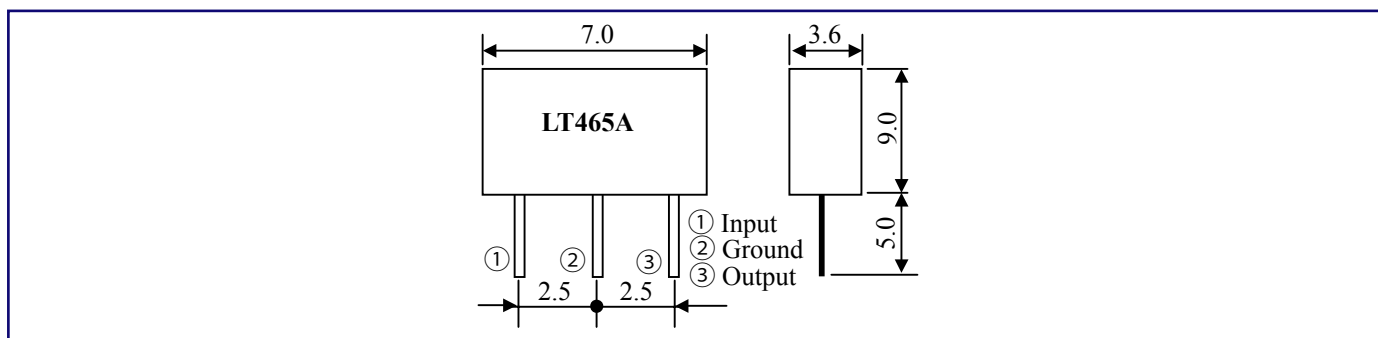 7.0
3.6
LT465A
9.0
① Input
② Ground
③ Output
5.0
①
②
③
2.5
2.5